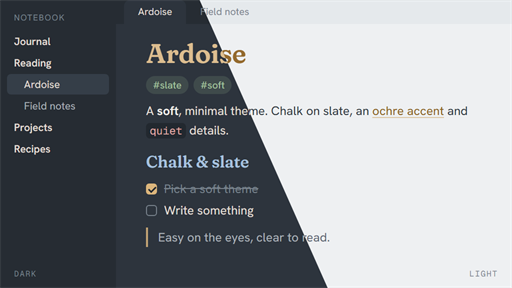 NOTEBOOK
Journal
Reading
Ardoise
Field notes
Projects
Recipes
DARK
Ardoise
Field notes
Ardoise
#slate #soft
A soft, minimal theme. Chalk on slate, an ochre accent and
quiet details.
Chalk & slate
Pick a soft theme
Write something
Easy on the eyes, clear to read.
LIGHT